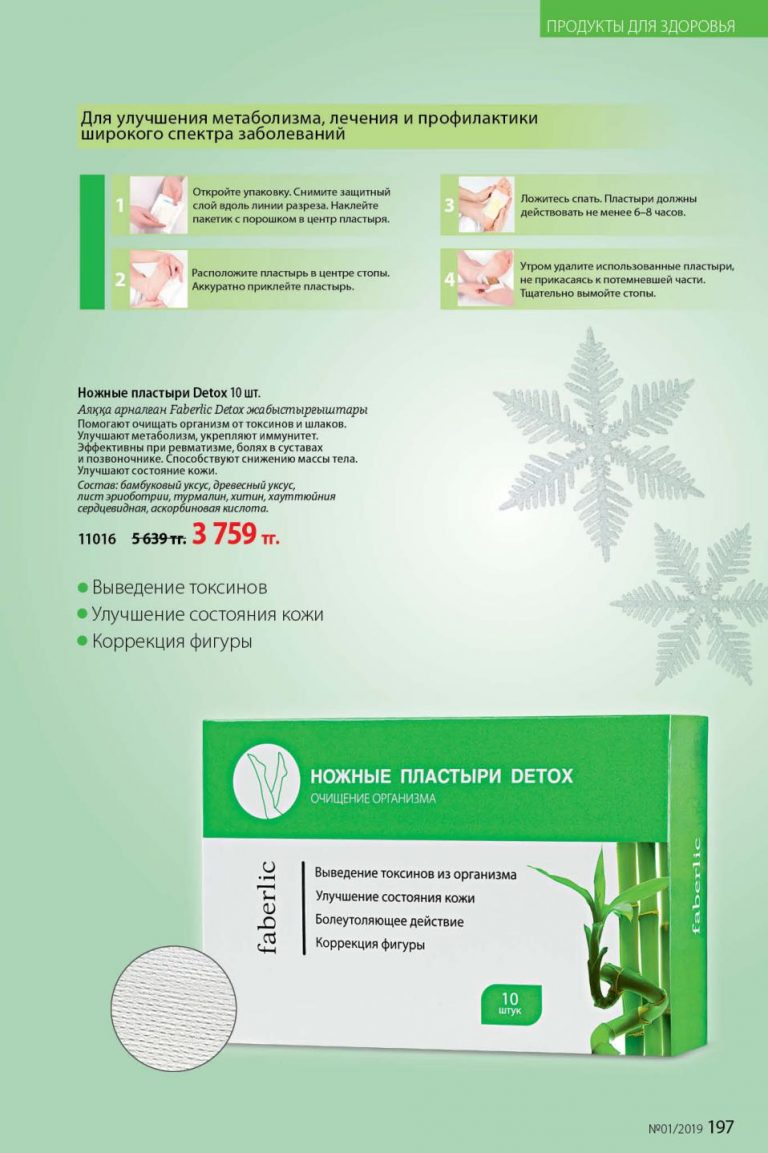 ПРОДУКТЫ ДЛЯ ЗДОРОВЬЯ
Для улучшения метаболизма, лечения и профилактики
широкого спектра заболеваний
1
Откройте упаковку. Снимите защитный
слой вдоль линии разреза. Наклейте
пакетик с порошком в центр пластыря.
2
Расположите пластырь в центре стопы.
Аккуратно приклейте пластырь.
3
Ложитесь спать. Пластыри должны
действовать не менее 6–8 часов.
4
Утром удалите использованные пластыри,
не прикасаясь к потемневшей части.
Тщательно вымойте стопы.
Ножные пластыри Detox 10 шт.
Аяққа арналған Faberlic Detox жабыстырғыштары
Помогают очищать организм от токсинов и шлаков.
Улучшают метаболизм, укрепляют иммунитет.
Эффективны при ревматизме, болях в суставах
и позвоночнике. Способствуют снижению массы тела.
Улучшают состояние кожи.
Состав: бамбуковый уксус, древесный уксус,
лист эриоботрии, турмалин, хитин, хауттюйния
сердцевидная, аскорбиновая кислота.
11016 5 639 тг. 3 759 тг.
Выведение токсинов
Улучшение состояния кожи
Коррекция фигуры
НОЖНЫЕ ПЛАСТЫРИ DETOX
ОЧИЩЕНИЕ ОРГАНИЗМА
faberlic
Выведение токсинов из организма
Улучшение состояния кожи
Болеутоляющее действие
Коррекция фигуры
10
штук
faberlic
№01/2019 197